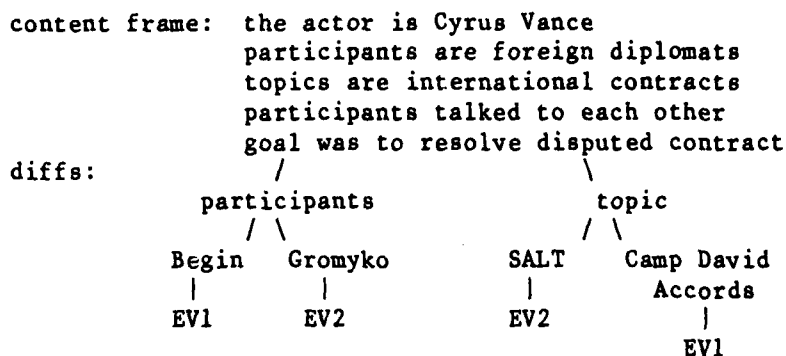 content frame: the actor is Cyrus Vance
participants are foreign diplomats
topics are international contracts
participants talked to each other
goal was to resolve disputed contract
diffs: / \
participants topic
/ \ / \
Begin Gromyko SALT Camp David
| | | Accords
EV1 EV2 EV2 |
EV1